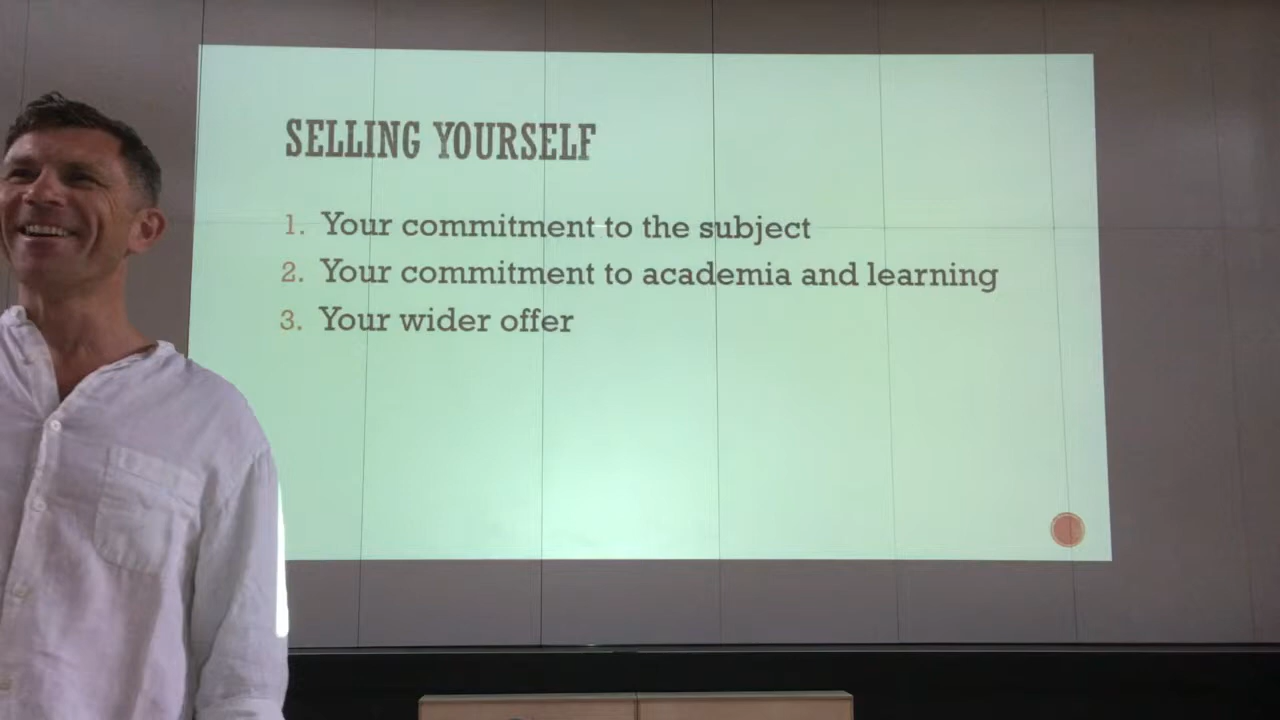 SELLING YOURSELF
1. Your commitment to the subject
2. Your commitment to academia and learning
3. Your wider offer